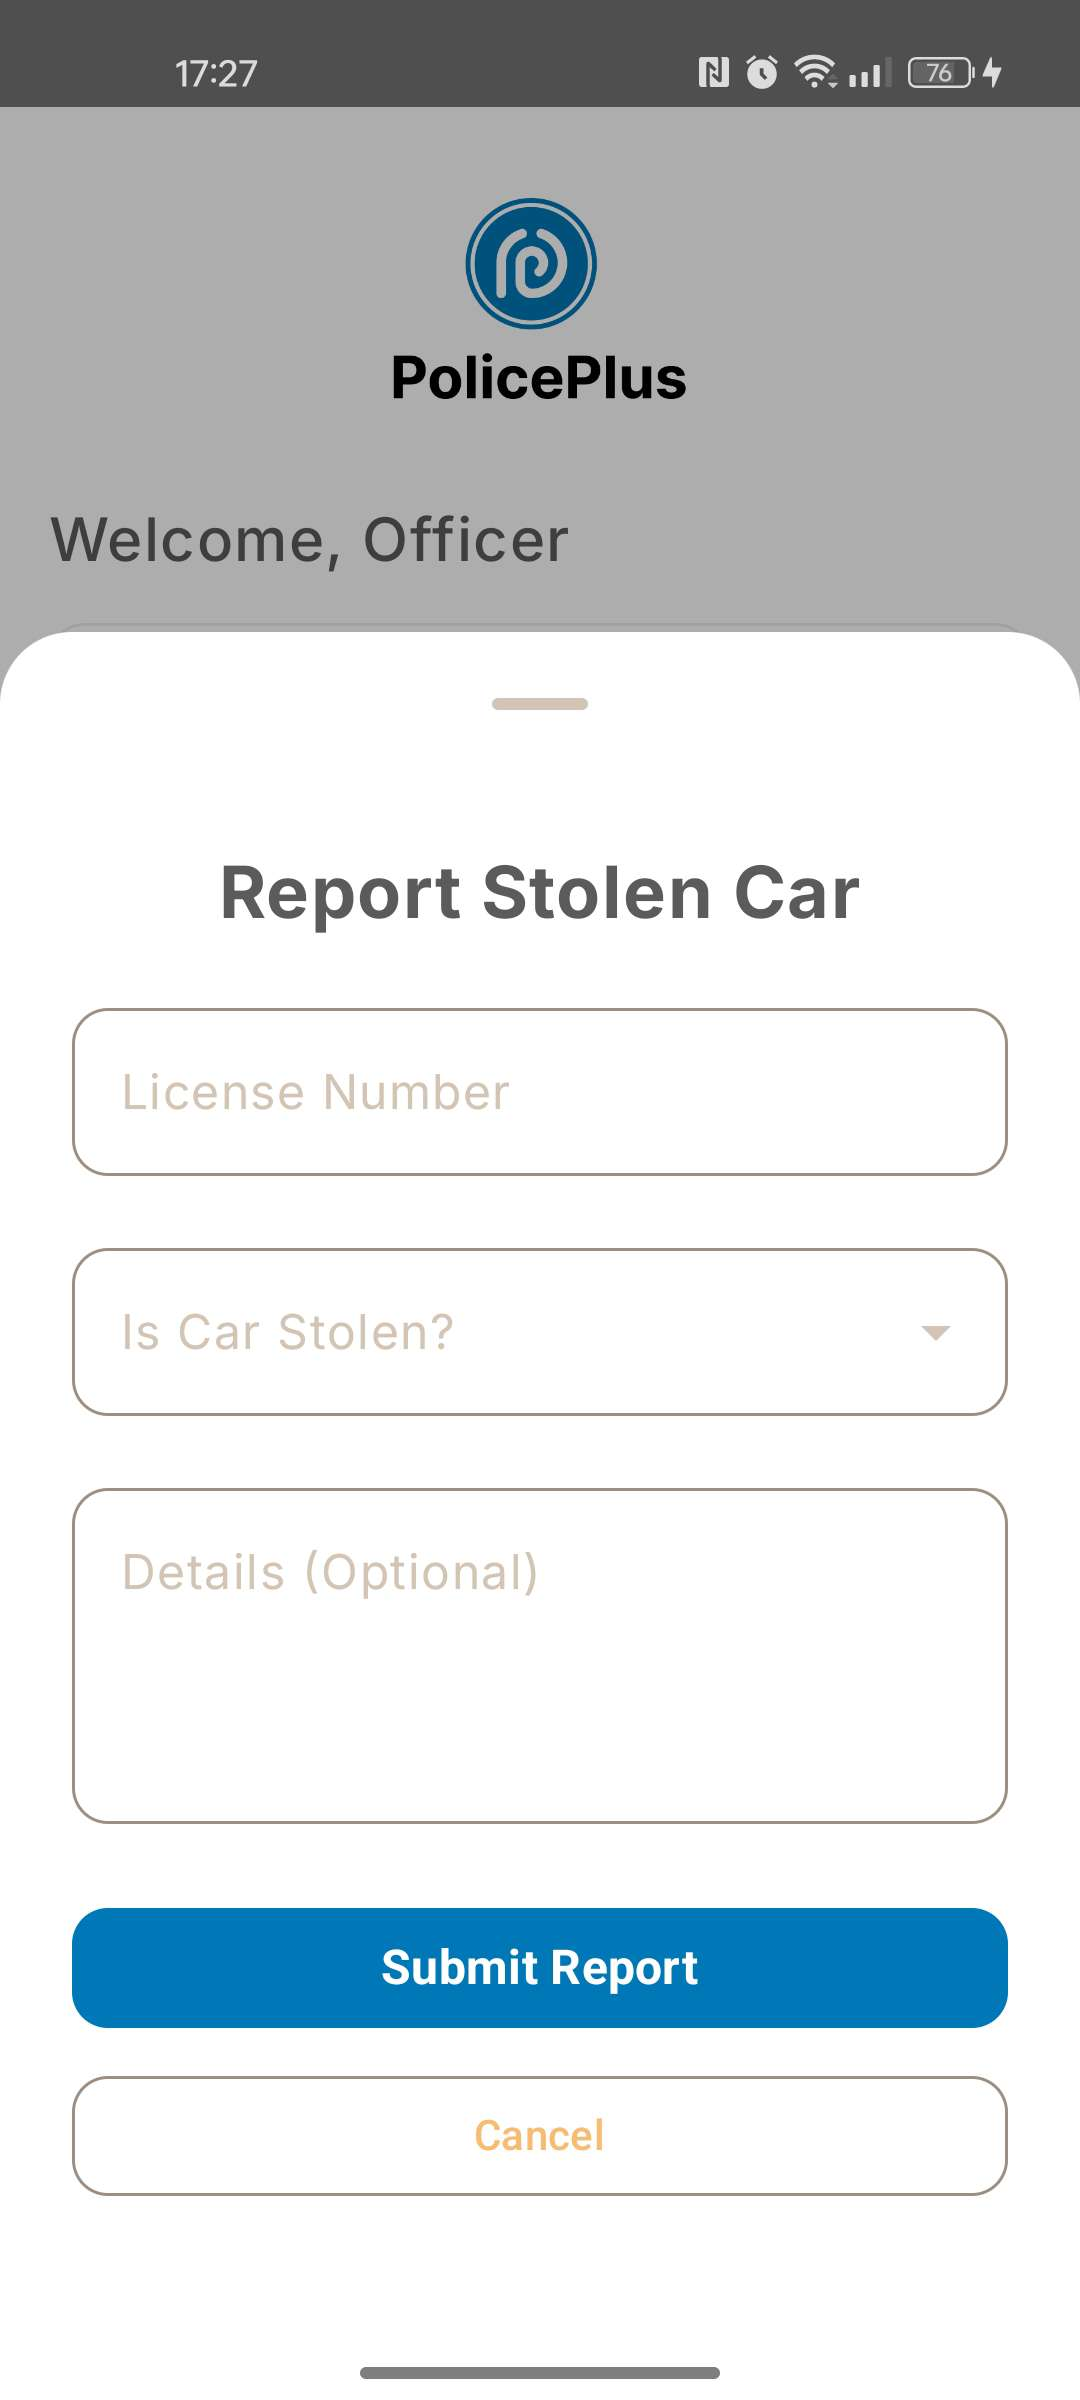 17:27
76
PolicePlus
Welcome, Officer
Report Stolen Car
License Number
Is Car Stolen?
Details (Optional)
Submit Report
Cancel